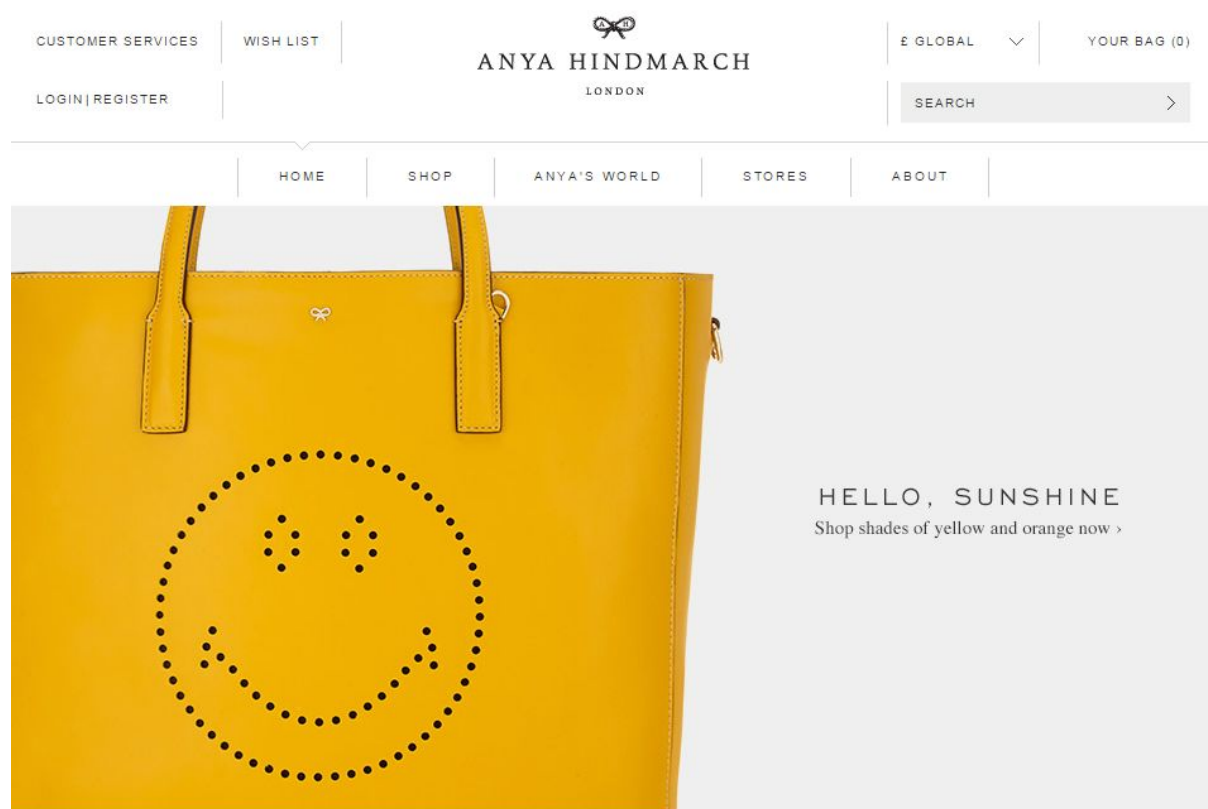 CUSTOMER SERVICES
WISH LIST
A H
ANYA HINDMARCH
LONDON
£ GLOBAL
YOUR BAG (0)
LOGIN|REGISTER
SEARCH
HOME
SHOP
ANYA'S WORLD
STORES
ABOUT
HELLO, SUNSHINE
Shop shades of yellow and orange now ›